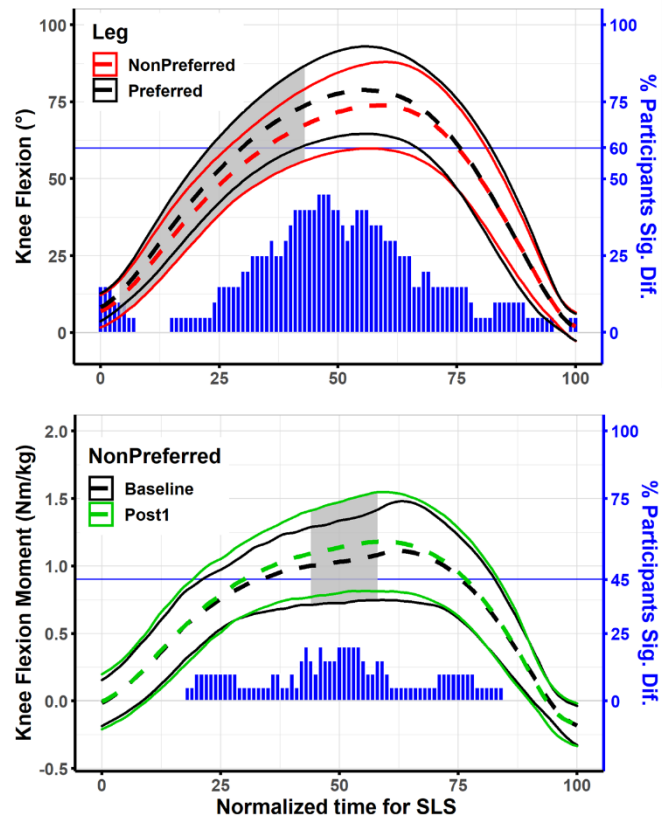 Leg
NonPreferred
Preferred
Knee Flexion (°)
100
75
50
25
0
100
75
60
50
25
0
% Participants Sig. Dif.
0
25
50
75
100
NonPreferred
Baseline
Post1
Knee Flexion Moment (Nm/kg)
2.0
1.5
1.0
0.5
0.0
-0.5
100
75
45
25
0
% Participants Sig. Dif.
0
25
50
75
100
Normalized time for SLS